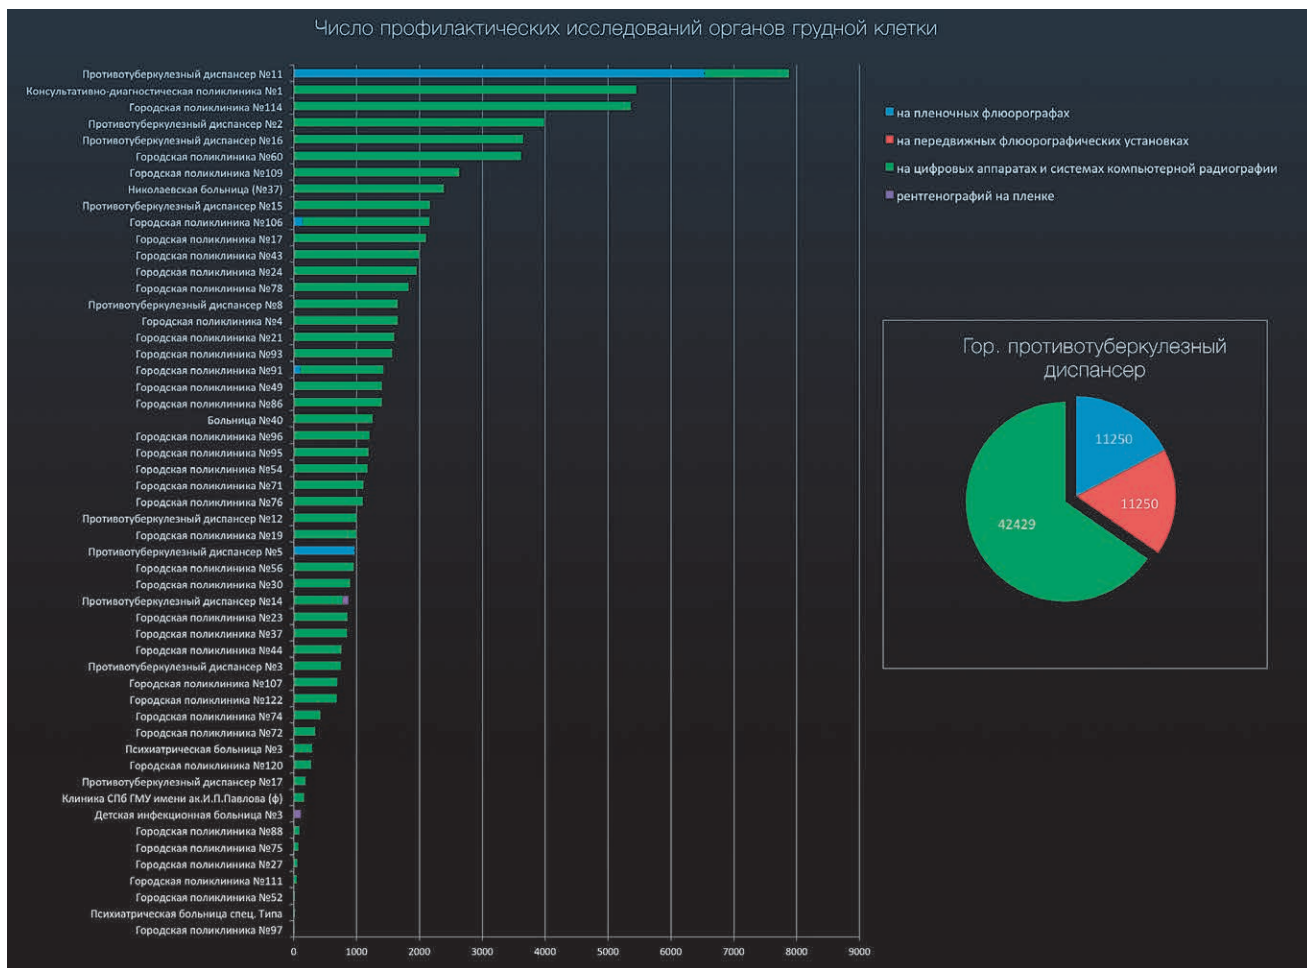 Число профилактических исследований органов грудной клетки
Противотуберкулезный диспансер №11
Консультативно-диагностическая поликлиника №1
Городская поликлиника №114
Противотуберкулезный диспансер №2
Противотуберкулезный диспансер №16
Городская поликлиника №60
Городская поликлиника №109
Николаевская больница (№37)
Противотуберкулезный диспансер №15
Городская поликлиника №106
Городская поликлиника №17
Городская поликлиника №43
Городская поликлиника №24
Городская поликлиника №78
Противотуберкулезный диспансер №8
Городская поликлиника №4
Городская поликлиника №21
Городская поликлиника №93
Городская поликлиника №91
Городская поликлиника №49
Городская поликлиника №86
Больница №40
Городская поликлиника №96
Городская поликлиника №95
Городская поликлиника №54
Городская поликлиника №71
Городская поликлиника №76
Противотуберкулезный диспансер №12
Городская поликлиника №19
Противотуберкулезный диспансер №5
Городская поликлиника №56
Городская поликлиника №30
Противотуберкулезный диспансер №14
Городская поликлиника №23
Городская поликлиника №37
Городская поликлиника №44
Противотуберкулезный диспансер №3
Городская поликлиника №107
Городская поликлиника №122
Городская поликлиника №74
Городская поликлиника №72
Психиатрическая больница №3
Городская поликлиника №120
Противотуберкулезный диспансер №17
Клиника СПб ГМУ имени ак.И.П.Павлова (ф)
Детская инфекционная больница №3
Городская поликлиника №88
Городская поликлиника №75
Городская поликлиника №27
Городская поликлиника №111
Городская поликлиника №52
Психиатрическая больница спец. Типа
Городская поликлиника №97
0 1000 2000 3000 4000 5000 6000 7000 8000 9000
на пленочных флюорографах
на передвижных флюорографических установках
на цифровых аппаратах и системах компьютерной радиографии
рентгенографий на пленке
Гор. противотуберкулезный
диспансер
11250
11250
42429